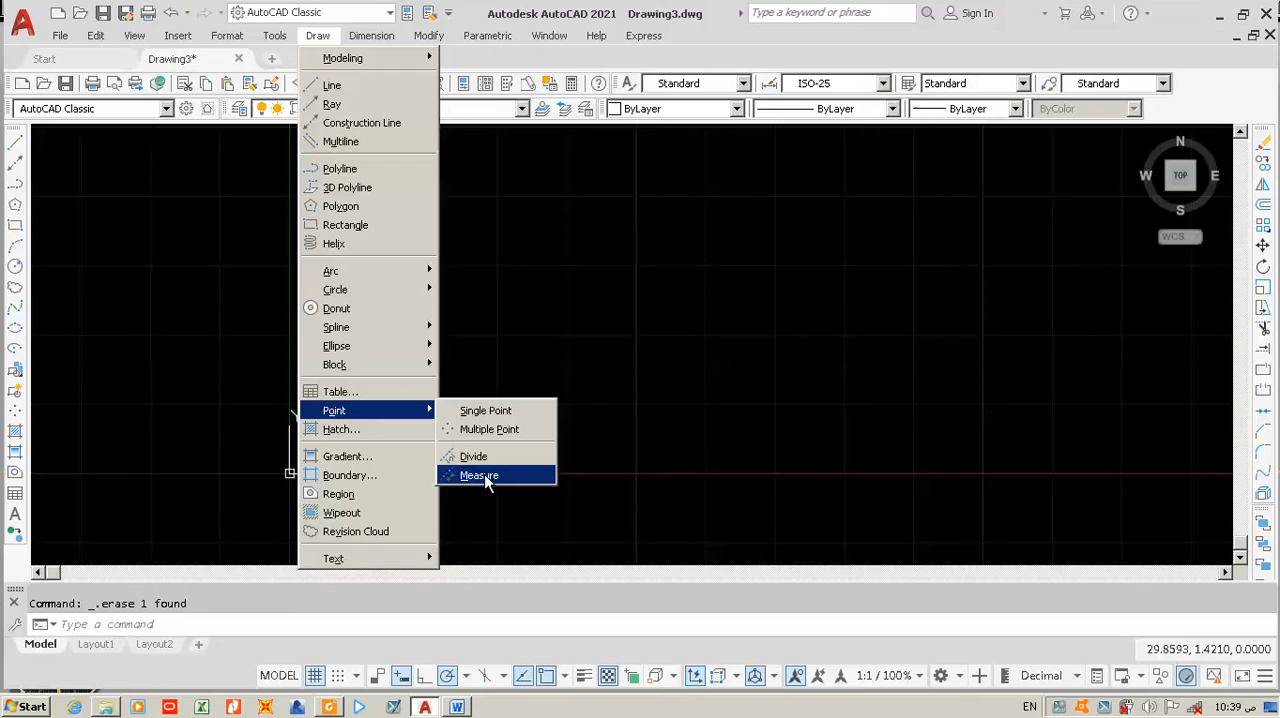 AutoCAD Classic
Autodesk AutoCAD 2021 Drawing3.dwg
Type a keyword or phrase
Sign In
File Edit View Insert Format Tools Draw Dimension Modify Parametric Window Help Express
Start
Drawing3*
Standard
ISO-25
Standard
Standard
AutoCAD Classic
ByLayer
ByLayer
ByLayer
ByColor
Modeling
Line
Ray
Construction Line
Multiline
Polyline
3D Polyline
Polygon
Rectangle
Helix
Arc
Circle
Donut
Spline
Ellipse
Block
Table...
Point
Hatch...
Gradient...
Boundary...
Region
Wipeout
Revision Cloud
Text
Single Point
Multiple Point
Divide
Measure
N
W TOP E
S
WCS
Command: _.erase 1 found
Type a command
Model Layout1 Layout2
29.8593, 1.4210, 0.0000
MODEL
1:1 / 100%
Decimal
Start
EN
10:39 ص